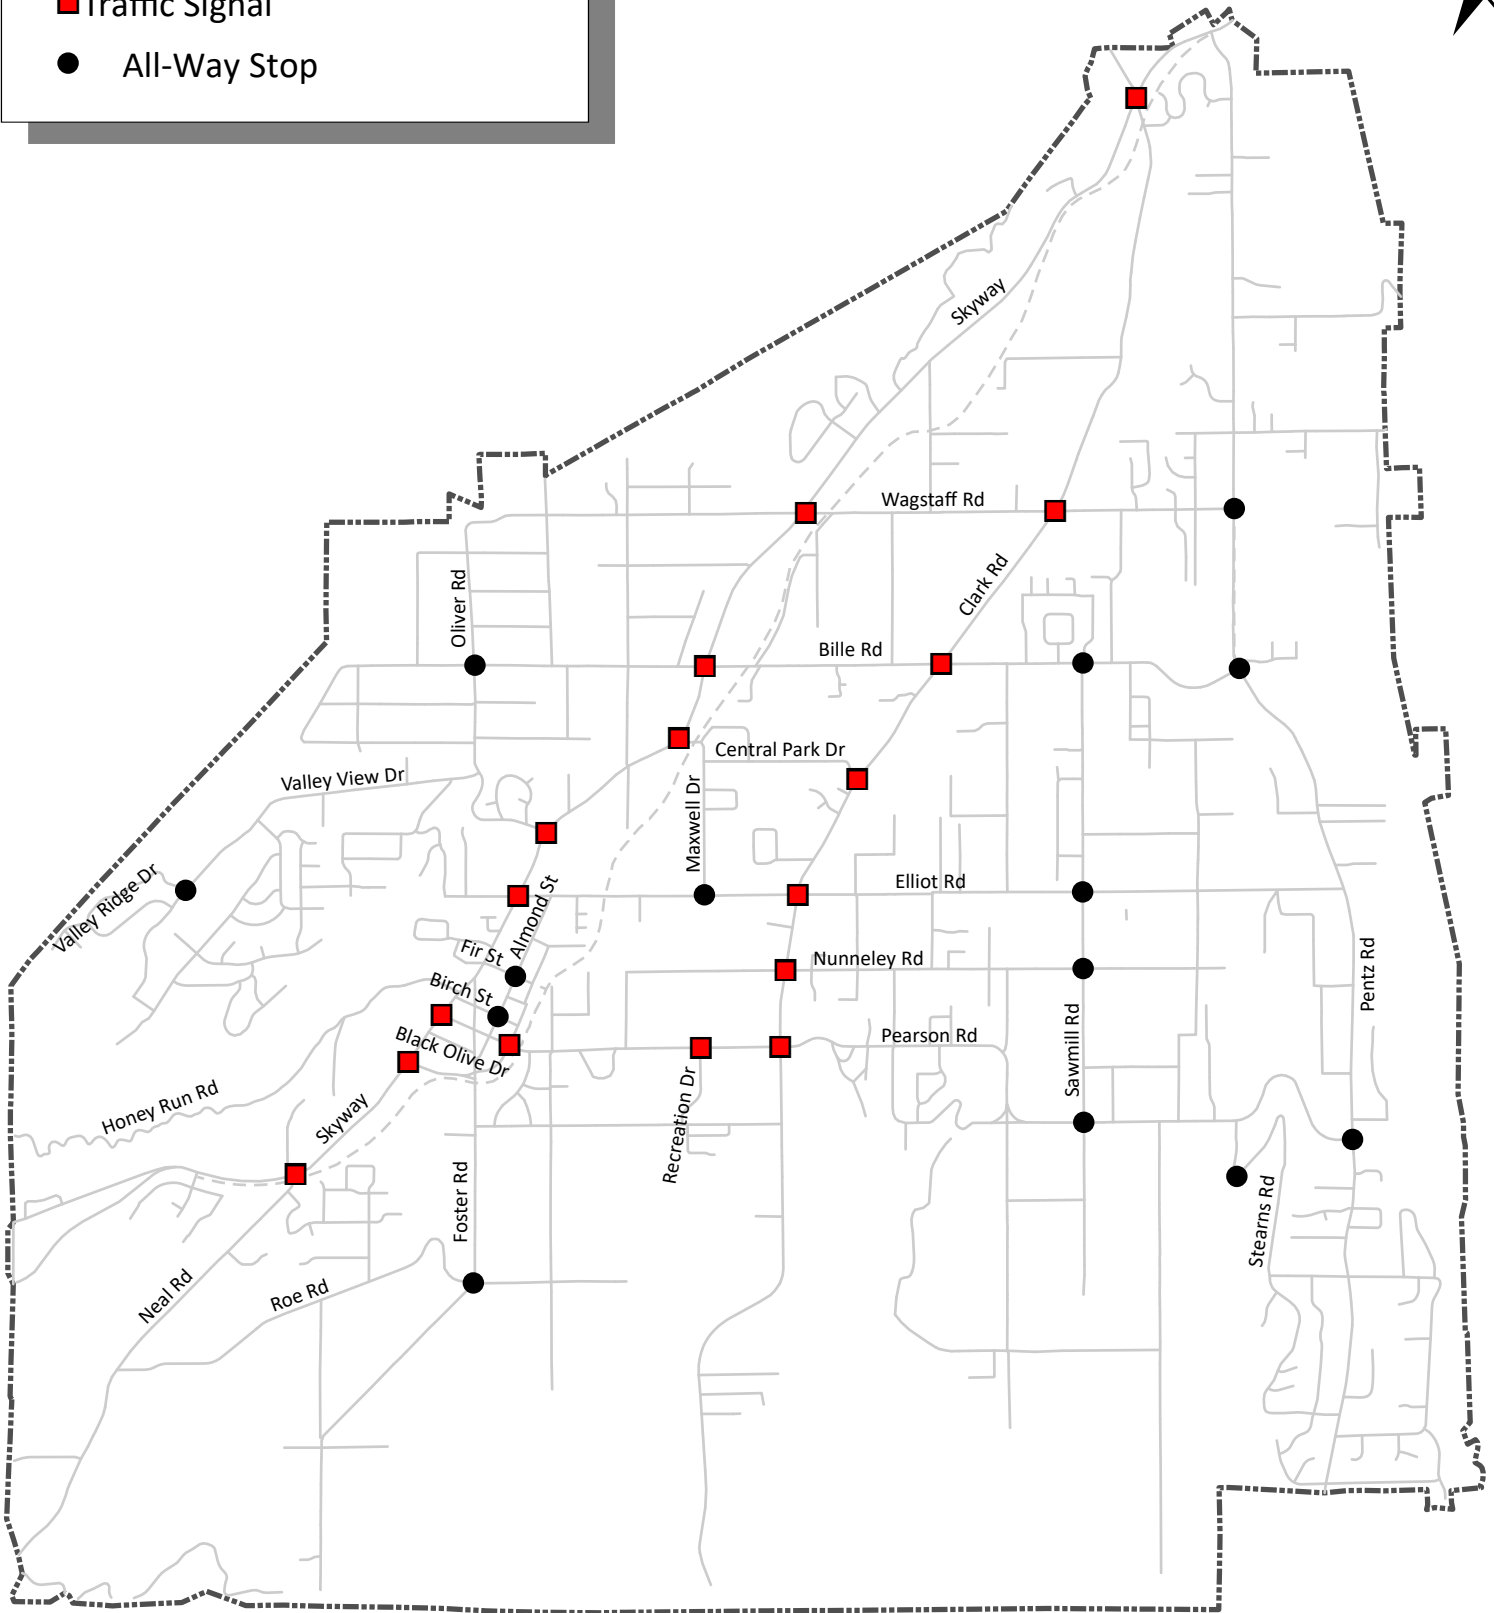 Traffic Signal
All-Way Stop
Skyway
Wagstaff Rd
Clark Rd
Oliver Rd
Bille Rd
Central Park Dr
Valley View Dr
Maxwell Dr
Valley Ridge Dr
Elliot Rd
Almond St
Fir St
Nunneley Rd
Pentz Rd
Birch St
Black Olive Dr
Pearson Rd
Sawmill Rd
Honey Run Rd
Skyway
Recreation Dr
Foster Rd
Stearns Rd
Neal Rd
Roe Rd